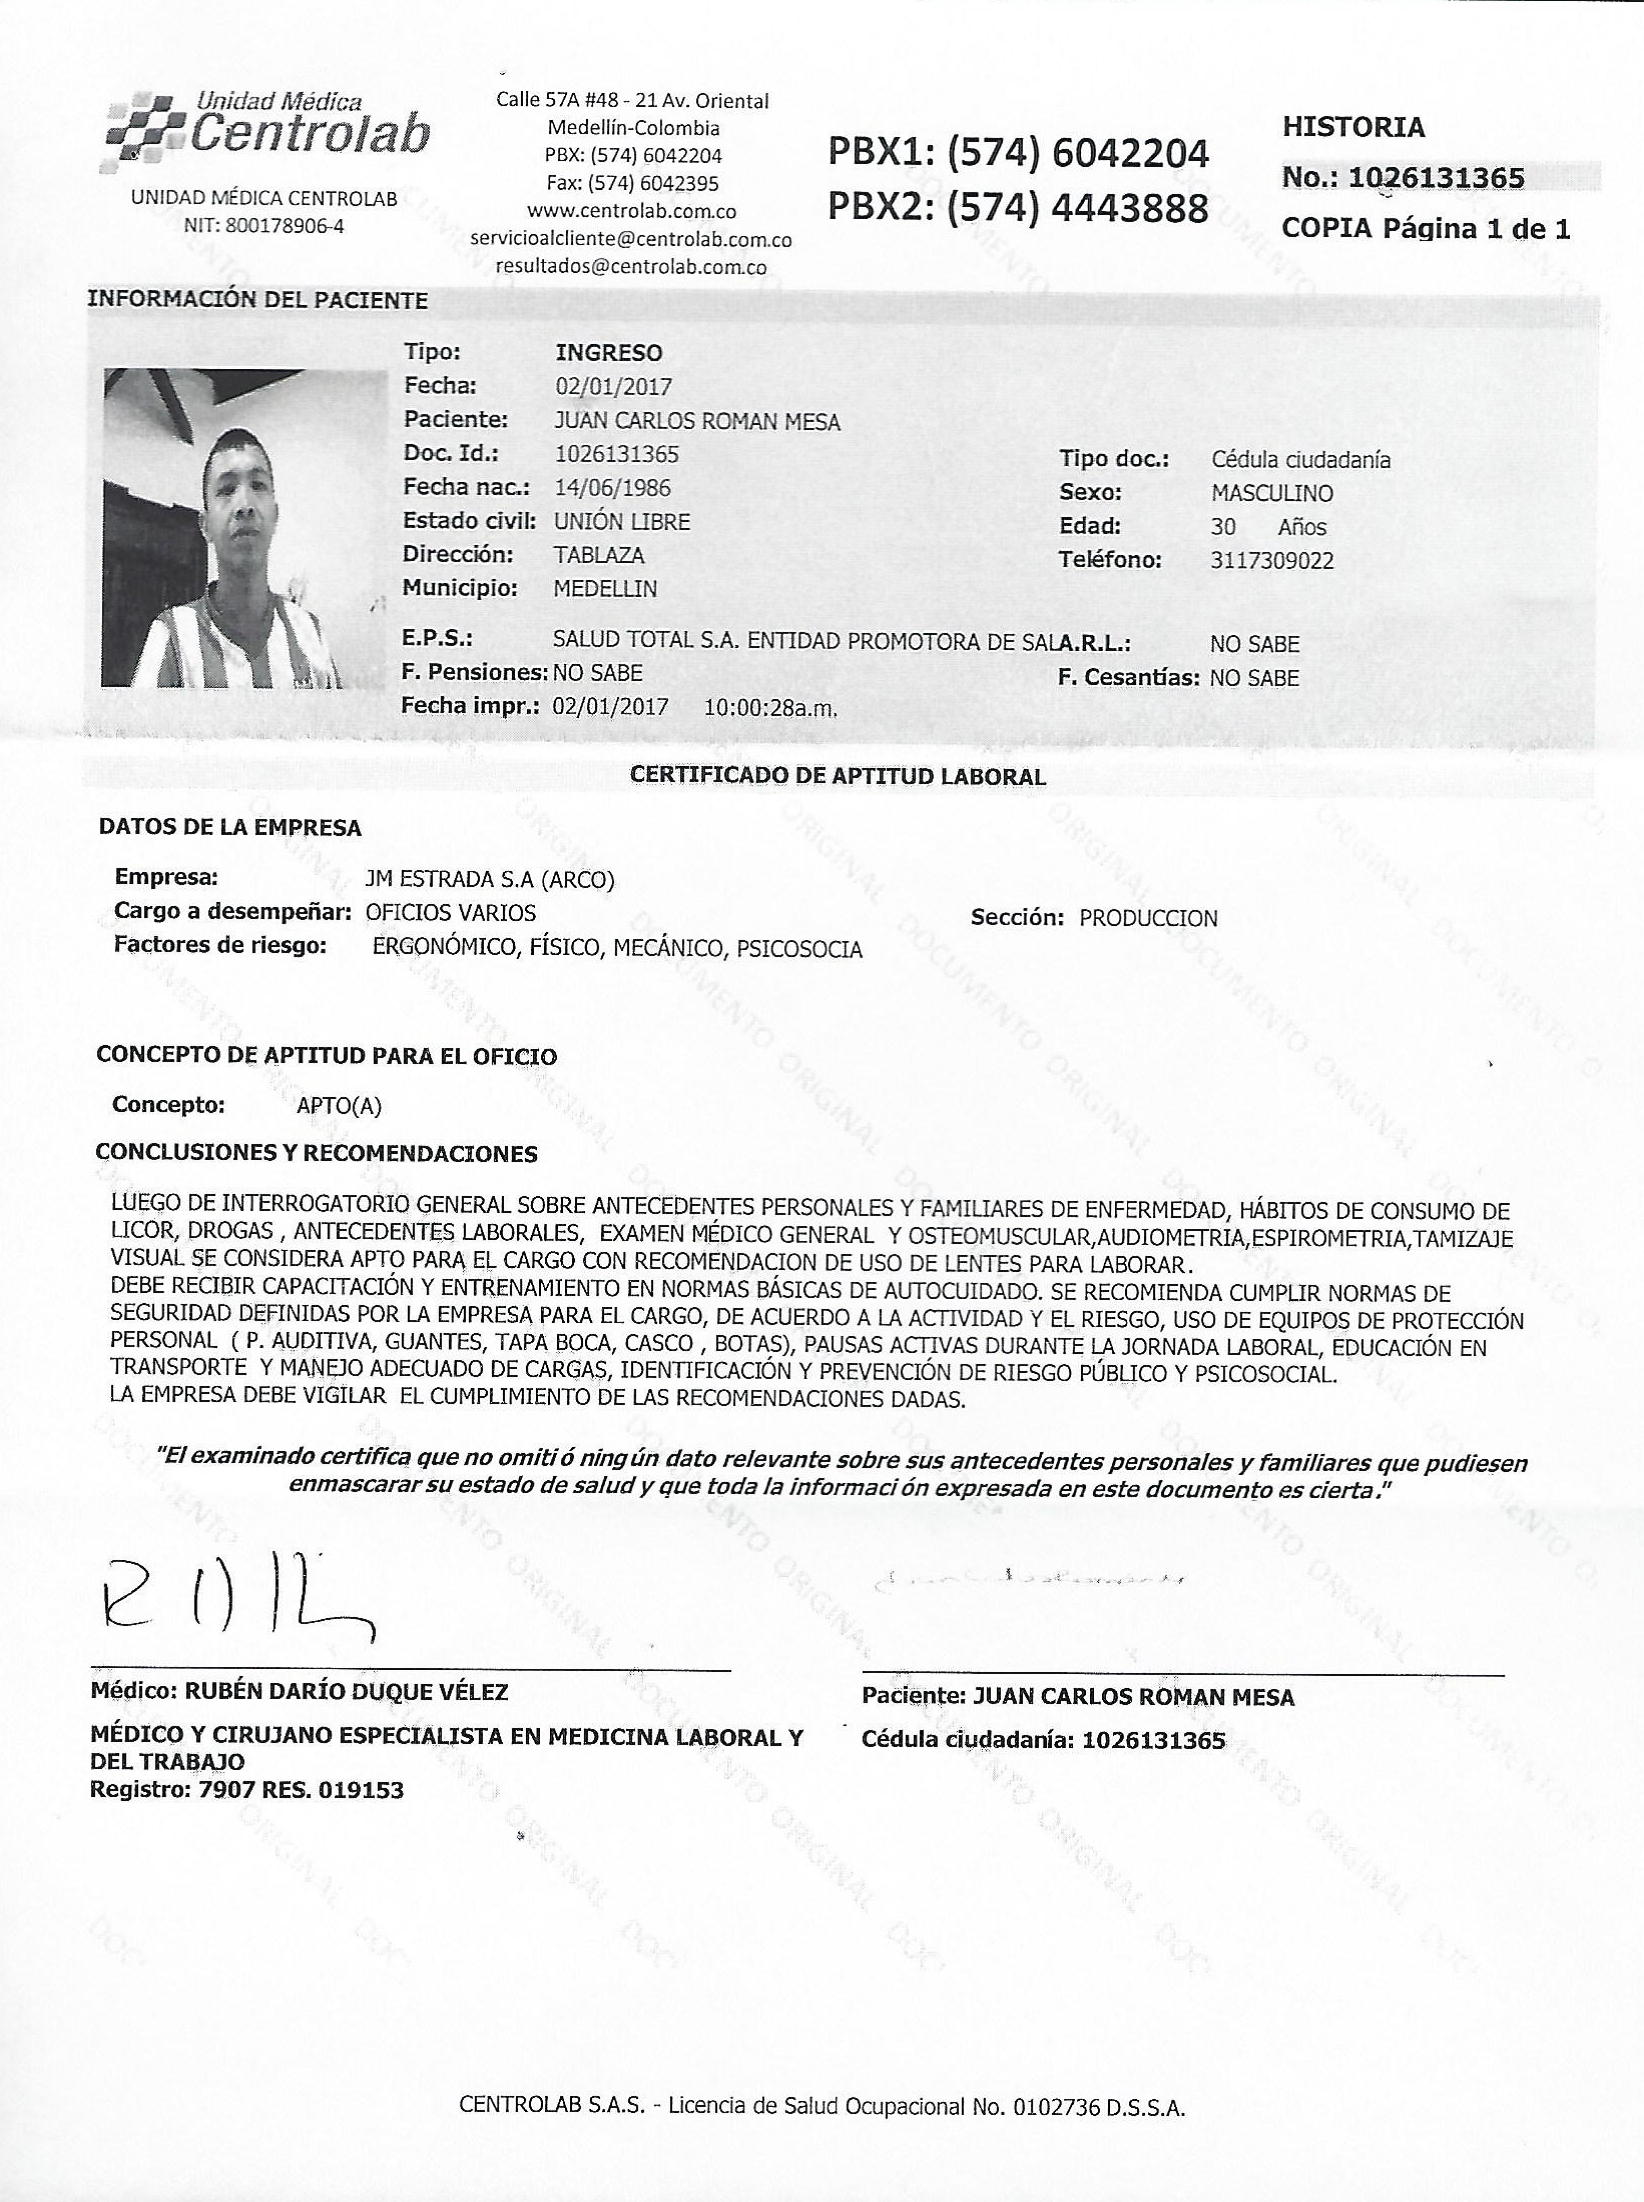 Unidad Médica
Centrolab
UNIDAD MÉDICA CENTROLAB
NIT: 800178906-4
Calle 57A #48 - 21 Av. Oriental
Medellín-Colombia
PBX: (574) 6042204
Fax: (574) 6042395
www.centrolab.com.co
servicioalcliente@centrolab.com.co
resultados@centrolab.com.co
PBX1: (574) 6042204
PBX2: (574) 4443888
HISTORIA
No.: 1026131365
COPIA Página 1 de 1
INFORMACIÓN DEL PACIENTE
Tipo: INGRESO
Fecha: 02/01/2017
Paciente: JUAN CARLOS ROMAN MESA
Doc. Id.: 1026131365 Tipo doc.: Cédula ciudadanía
Fecha nac.: 14/06/1986 Sexo: MASCULINO
Estado civil: UNIÓN LIBRE Edad: 30 Años
Dirección: TABLAZA Teléfono: 3117309022
Municipio: MEDELLIN
E.P.S.: SALUD TOTAL S.A. ENTIDAD PROMOTORA DE SALA.R.L.: NO SABE
F. Pensiones: NO SABE F. Cesantías: NO SABE
Fecha impr.: 02/01/2017 10:00:28a.m.
CERTIFICADO DE APTITUD LABORAL
DATOS DE LA EMPRESA
Empresa: JM ESTRADA S.A (ARCO)
Cargo a desempeñar: OFICIOS VARIOS Sección: PRODUCCION
Factores de riesgo: ERGONÓMICO, FÍSICO, MECÁNICO, PSICOSOCIA
CONCEPTO DE APTITUD PARA EL OFICIO
Concepto: APTO(A)
CONCLUSIONES Y RECOMENDACIONES
LUEGO DE INTERROGATORIO GENERAL SOBRE ANTECEDENTES PERSONALES Y FAMILIARES DE ENFERMEDAD, HÁBITOS DE CONSUMO DE
LICOR, DROGAS , ANTECEDENTES LABORALES, EXAMEN MÉDICO GENERAL Y OSTEOMUSCULAR,AUDIOMETRIA,ESPIROMETRIA,TAMIZAJE
VISUAL SE CONSIDERA APTO PARA EL CARGO CON RECOMENDACION DE USO DE LENTES PARA LABORAR.
DEBE RECIBIR CAPACITACIÓN Y ENTRENAMIENTO EN NORMAS BÁSICAS DE AUTOCUIDADO. SE RECOMIENDA CUMPLIR NORMAS DE
SEGURIDAD DEFINIDAS POR LA EMPRESA PARA EL CARGO, DE ACUERDO A LA ACTIVIDAD Y EL RIESGO, USO DE EQUIPOS DE PROTECCIÓN
PERSONAL ( P. AUDITIVA, GUANTES, TAPA BOCA, CASCO , BOTAS), PAUSAS ACTIVAS DURANTE LA JORNADA LABORAL, EDUCACIÓN EN
TRANSPORTE Y MANEJO ADECUADO DE CARGAS, IDENTIFICACIÓN Y PREVENCIÓN DE RIESGO PÚBLICO Y PSICOSOCIAL.
LA EMPRESA DEBE VIGILAR EL CUMPLIMIENTO DE LAS RECOMENDACIONES DADAS.
"El examinado certifica que no omitió ningún dato relevante sobre sus antecedentes personales y familiares que pudiesen
enmascarar su estado de salud y que toda la información expresada en este documento es cierta."
Médico: RUBÉN DARÍO DUQUE VÉLEZ
MÉDICO Y CIRUJANO ESPECIALISTA EN MEDICINA LABORAL Y
DEL TRABAJO
Registro: 7907 RES. 019153
Paciente: JUAN CARLOS ROMAN MESA
Cédula ciudadanía: 1026131365
CENTROLAB S.A.S. - Licencia de Salud Ocupacional No. 0102736 D.S.S.A.